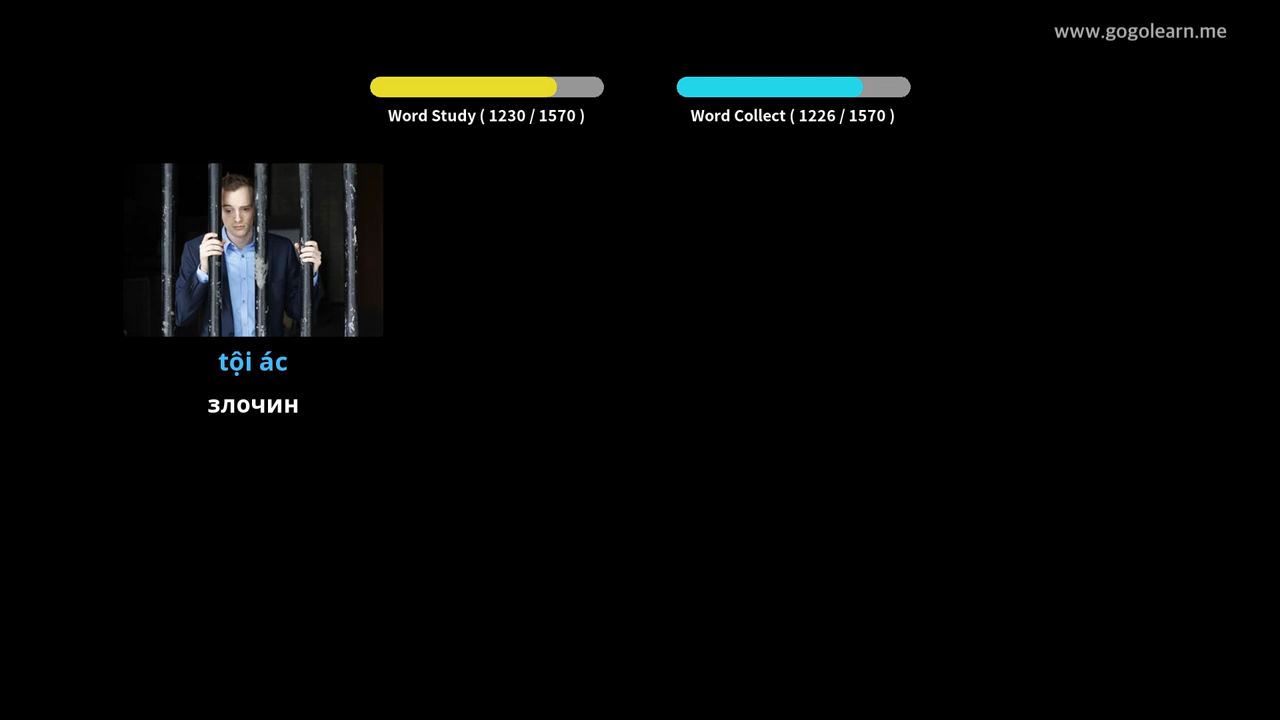 www.gogolearn.me
Word Study ( 1230 / 1570 )
Word Collect ( 1226 / 1570 )
tội ác
злочин